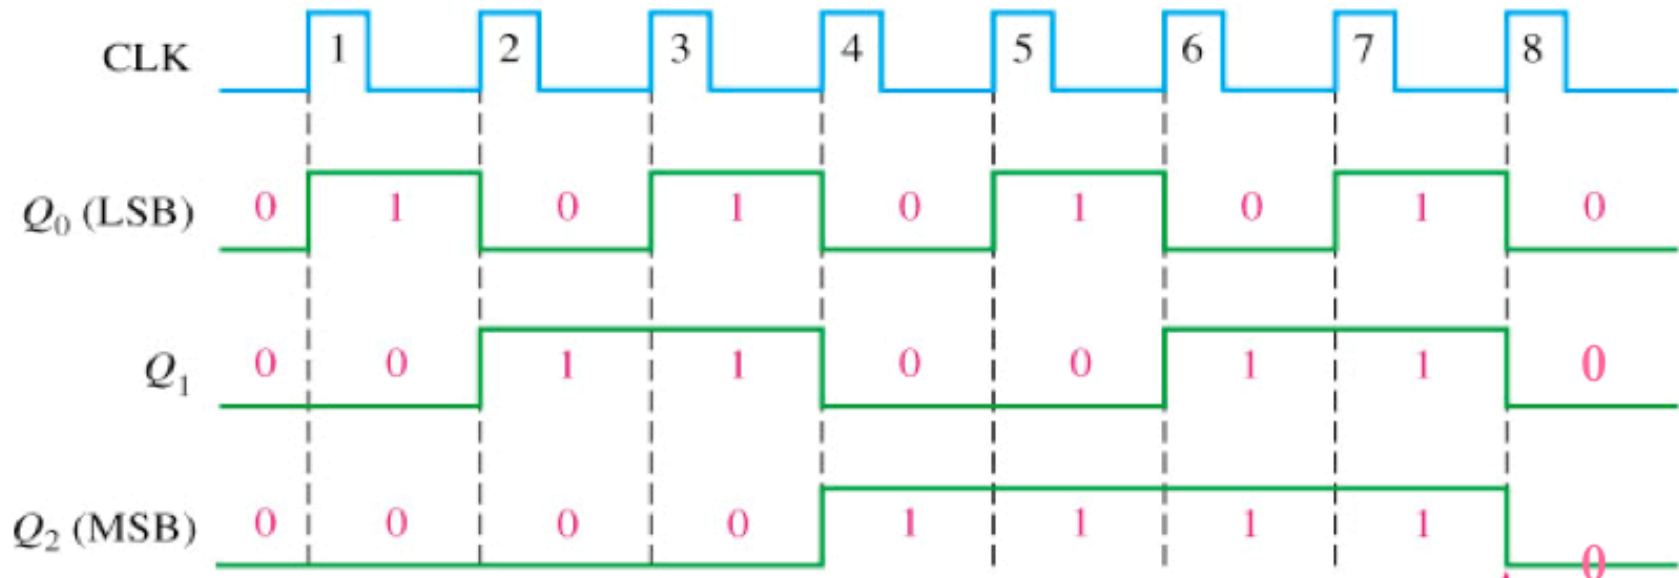 CLK 1 2 3 4 5 6 7 8
Q₀ (LSB) 0 1 0 1 0 1 0 1 0
Q₁ 0 0 1 1 0 0 1 1 0
Q₂ (MSB) 0 0 0 0 1 1 1 1 0